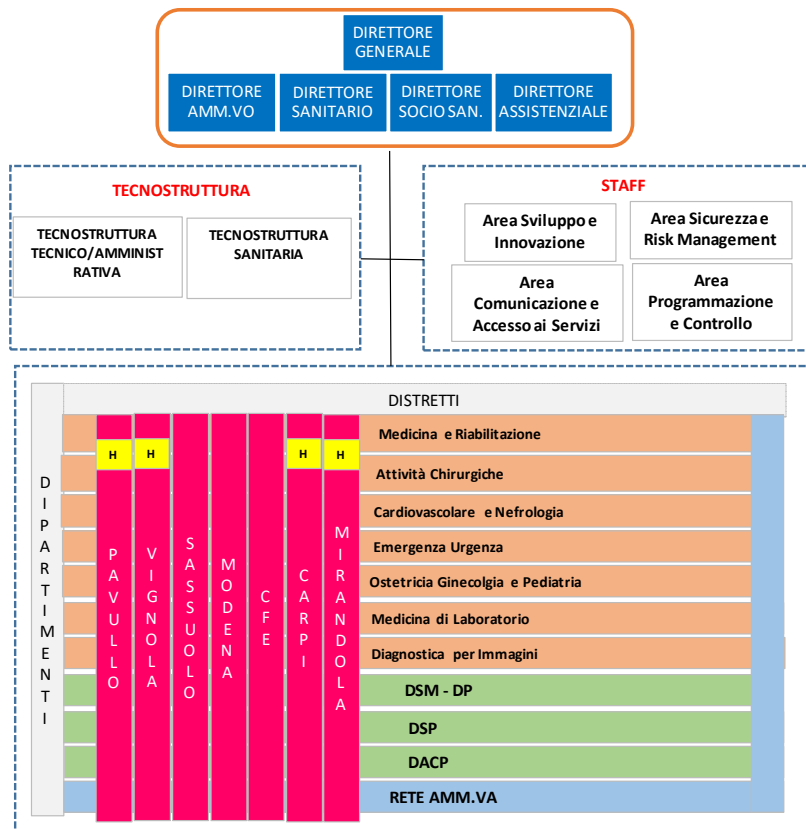 DIRETTORE
GENERALE
DIRETTORE
AMM.VO
DIRETTORE
SANITARIO
DIRETTORE
SOCIO SAN.
DIRETTORE
ASSISTENZIALE
TECNOSTRUTTURA
TECNOSTRUTTURA
TECNICO/AMMINIST
RATIVA
TECNOSTRUTTURA
SANITARIA
STAFF
Area Sviluppo e
Innovazione
Area Sicurezza e
Risk Management
Area
Comunicazione e
Accesso ai Servizi
Area
Programmazione
e Controllo
DISTRETTI
DIPARTIMENTI
H
H
H
H
PAVULLO
VIGNOLA
SASSUOLO
MODENA
CFE
CARPI
MIRANDOLA
Medicina e Riabilitazione
Attività Chirurgiche
Cardiovascolare e Nefrologia
Emergenza Urgenza
Ostetricia Ginecolgia e Pediatria
Medicina di Laboratorio
Diagnostica per Immagini
DSM - DP
DSP
DACP
RETE AMM.VA